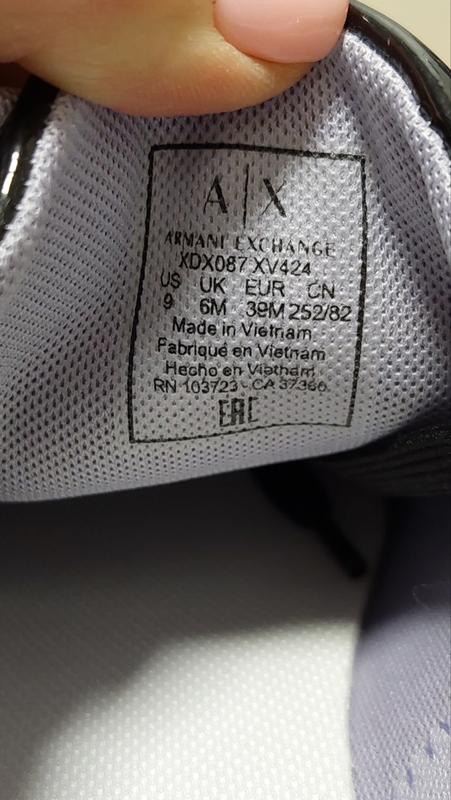 A|X
ARMANI EXCHANGE
XDX087 XV424
US UK EUR CN
9 6M 39M 252/82
Made in Vietnam
Fabriqué en Vietnam
Hecho en Vietnam
RN 103723 - CA 37360
EAC